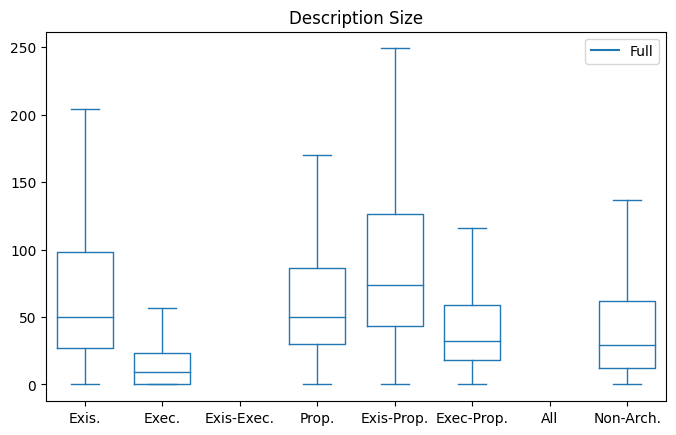 Description Size
Full
250
200
150
100
50
0
Exis. Exec. Exis-Exec. Prop. Exis-Prop. Exec-Prop. All Non-Arch.